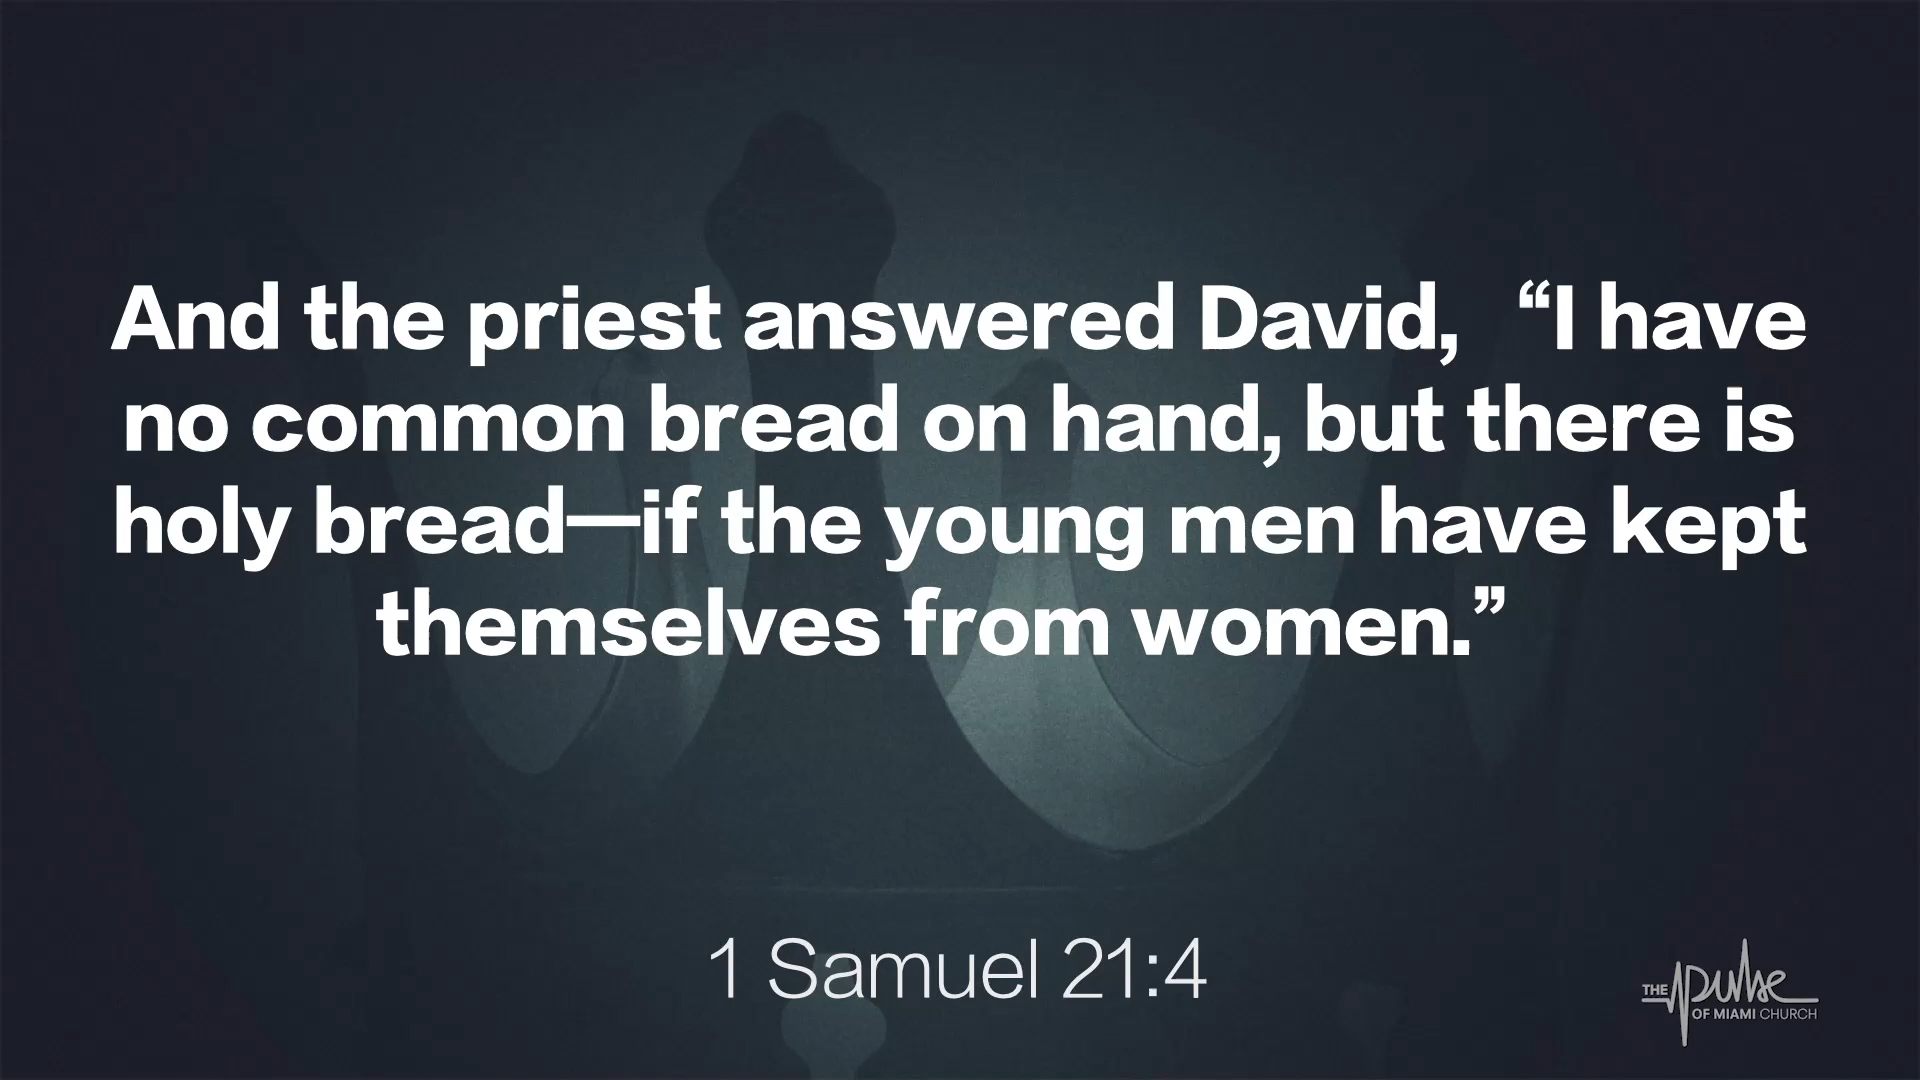 And the priest answered David,  “I have
no common bread on hand, but there is
holy bread—if the young men have kept
themselves from women.”
1 Samuel 21:4
THE pulse
OF MIAMI CHURCH